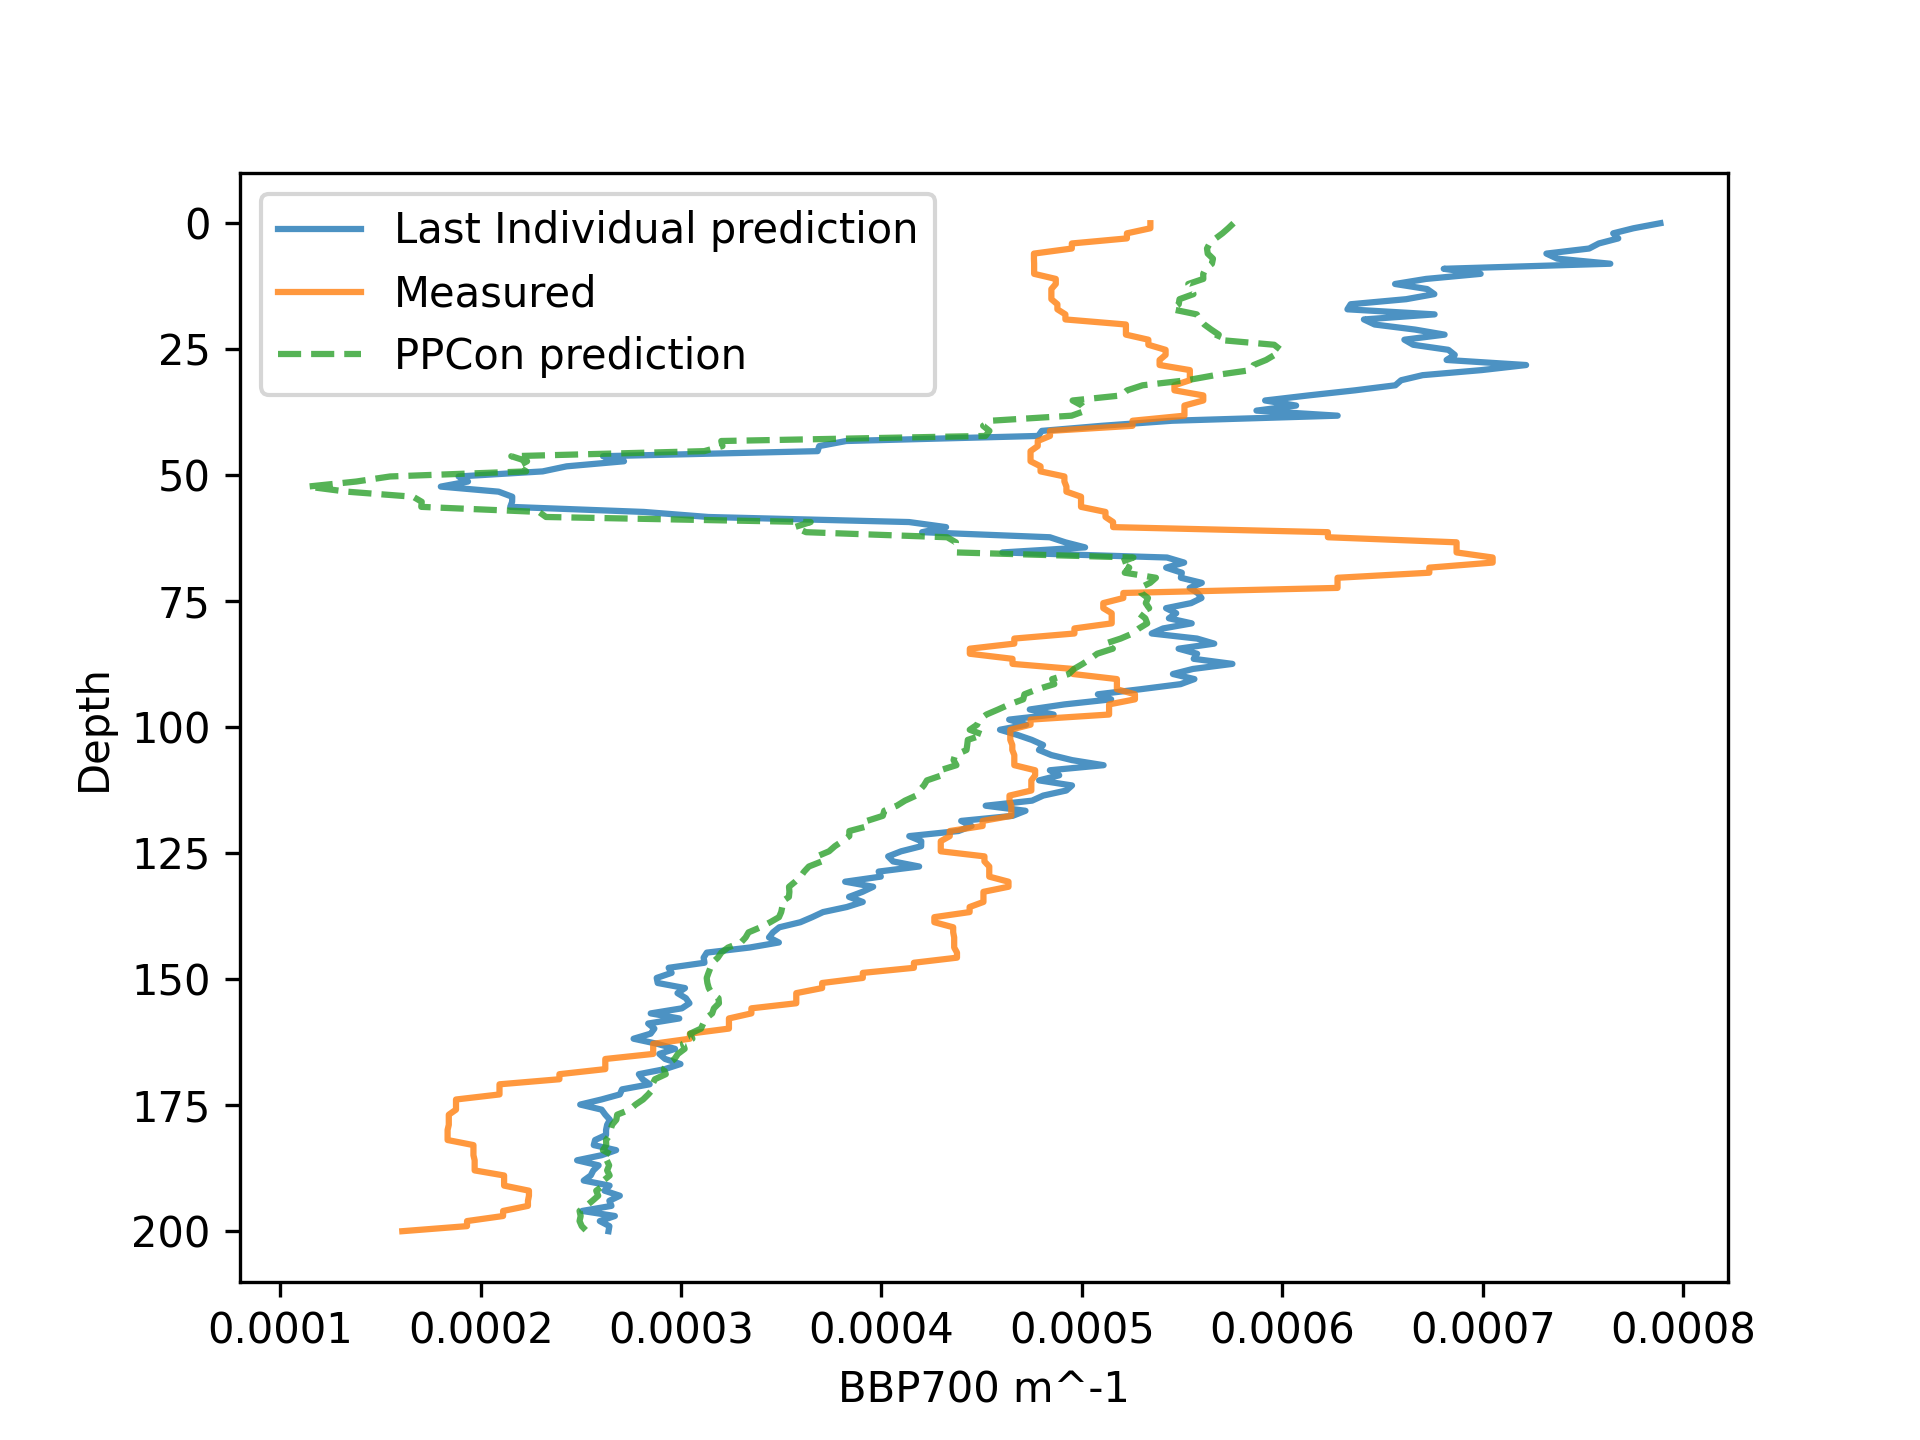 Last Individual prediction
Measured
PPCon prediction
0
25
50
75
100
125
150
175
200
Depth
0.0001 0.0002 0.0003 0.0004 0.0005 0.0006 0.0007 0.0008
BBP700 m^-1